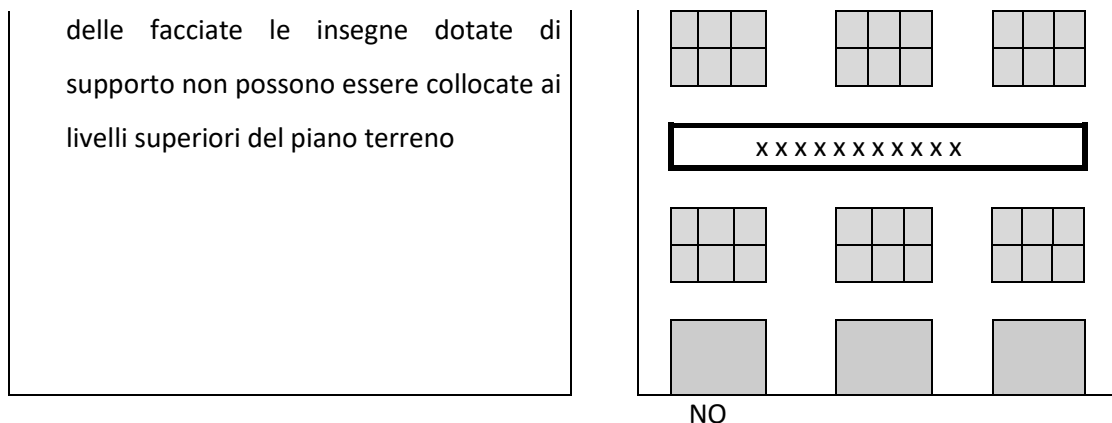 delle facciate le insegne dotate di
supporto non possono essere collocate ai
livelli superiori del piano terreno
x x x x x x x x x x x
NO